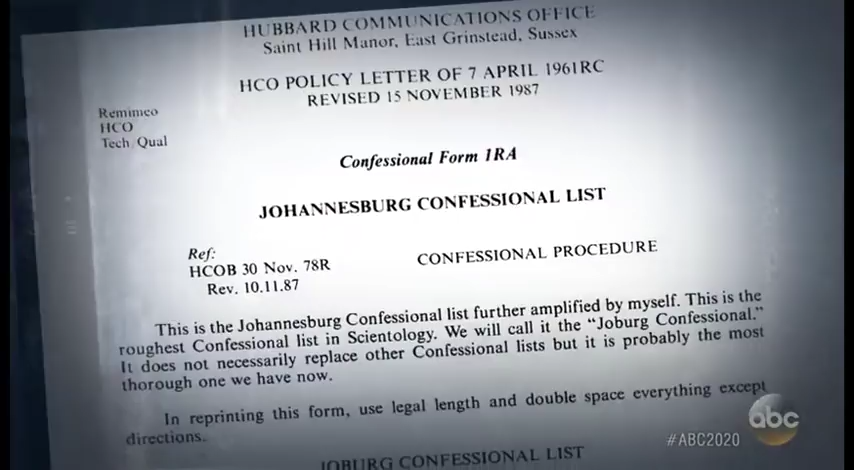 HUBBARD COMMUNICATIONS OFFICE
Saint Hill Manor, East Grinstead, Sussex
HCO POLICY LETTER OF 7 APRIL 1961RC
REVISED 15 NOVEMBER 1987
Remimeo
HCO
Tech Qual
Confessional Form 1RA
JOHANNESBURG CONFESSIONAL LIST
Ref:
HCOB 30 Nov. 78R
Rev. 10.11.87
CONFESSIONAL PROCEDURE
This is the Johannesburg Confessional list further amplified by myself. This is the
roughest Confessional list in Scientology. We will call it the “Joburg Confessional.”
It does not necessarily replace other Confessional lists but it is probably the most
thorough one we have now.
In reprinting this form, use legal length and double space everything except
directions.
JOBURG CONFESSIONAL LIST
abc
#ABC2020